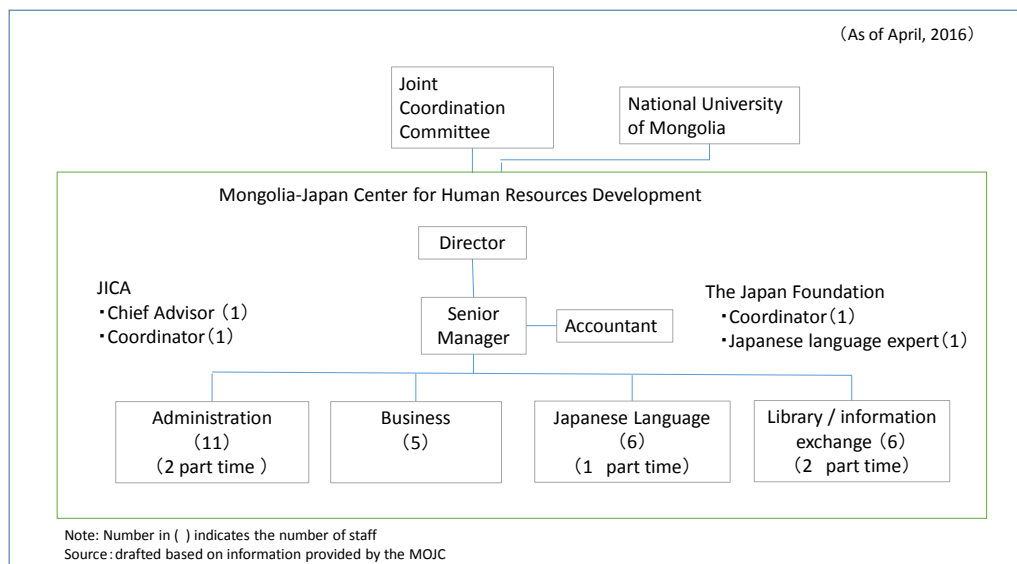 （As of April, 2016）
Joint
Coordination
Committee
National University
of Mongolia
Mongolia-Japan Center for Human Resources Development
Director
JICA
・Chief Advisor（1）
・Coordinator（1）
Senior
Manager
Accountant
The Japan Foundation
・Coordinator（1）
・Japanese language expert（1）
Administration
（11）
（2 part time ）
Business
（5）
Japanese Language
（6）
（1 part time）
Library / information
exchange（6）
（2 part time）
Note: Number in ( ) indicates the number of staff
Source：drafted based on information provided by the MOJC